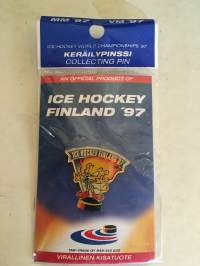 MM'97
VM'97
ICE HOCKEY WORLD CHAMPIONSHIPS '97
KERÄILYPINSSI
COLLECTING PIN
AN OFFICIAL PRODUCT OF
ICE HOCKEY
FINLAND '97
VIRALLINEN KISATUOTE